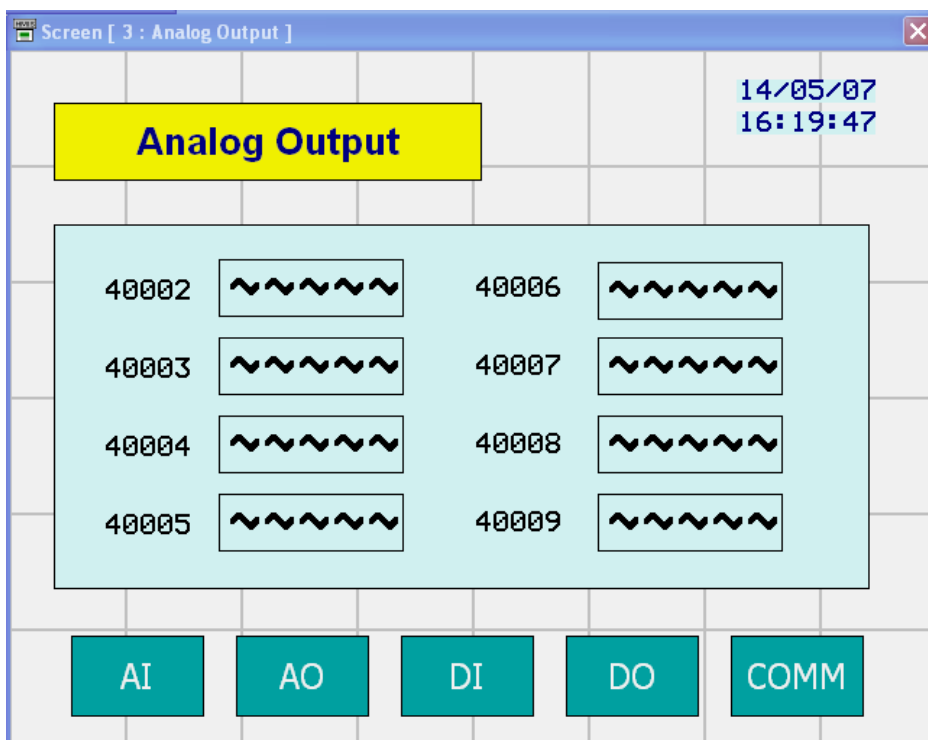 Screen [ 3 : Analog Output ]
14/05/07
16:19:47
Analog Output
40002 ~~~~~ 40006 ~~~~~
40003 ~~~~~ 40007 ~~~~~
40004 ~~~~~ 40008 ~~~~~
40005 ~~~~~ 40009 ~~~~~
AI AO DI DO COMM